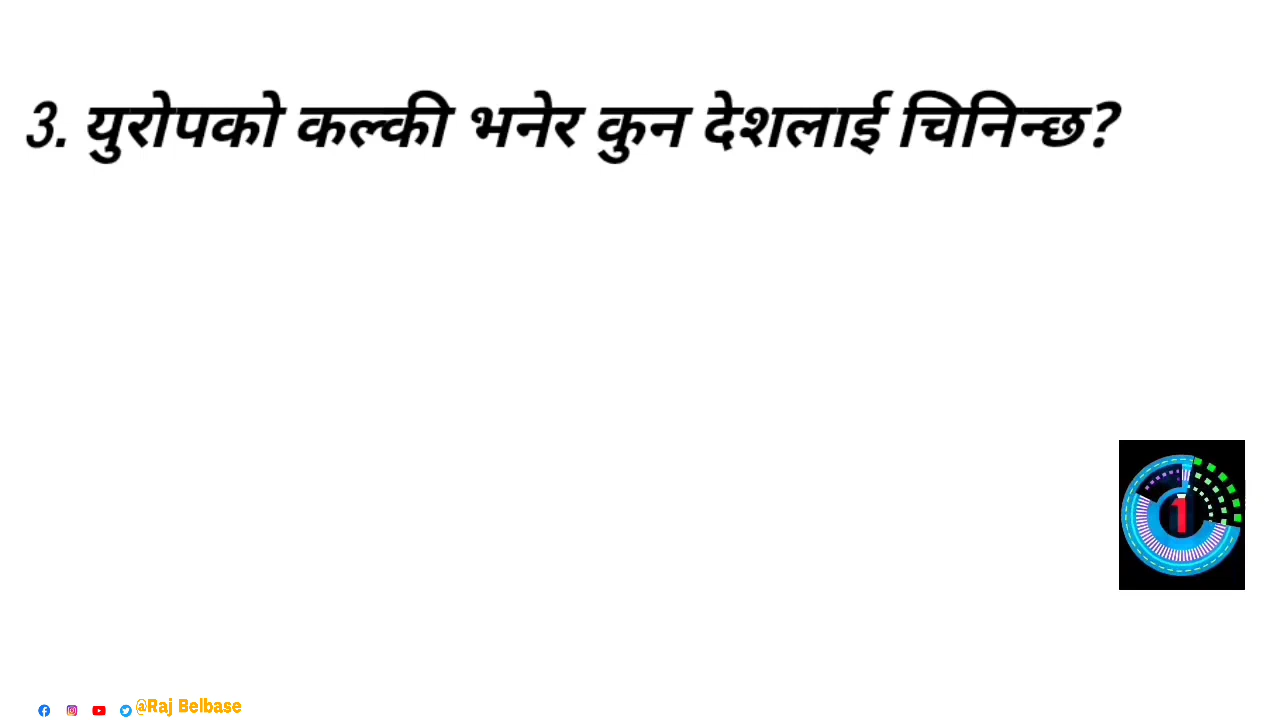 3. युरोपको कल्की भनेर कुन देशलाई चिनिन्छ?
1
@Raj Belbase